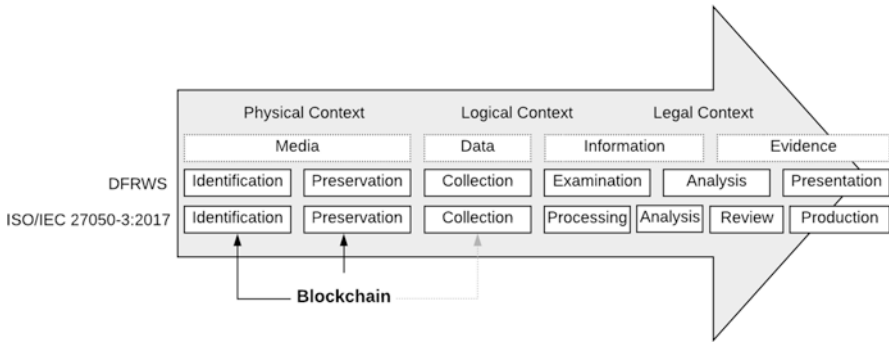 Physical Context Logical Context Legal Context
Media Data Information Evidence
DFRWS Identification Preservation Collection Examination Analysis Presentation
ISO/IEC 27050-3:2017 Identification Preservation Collection Processing Analysis Review Production
Blockchain